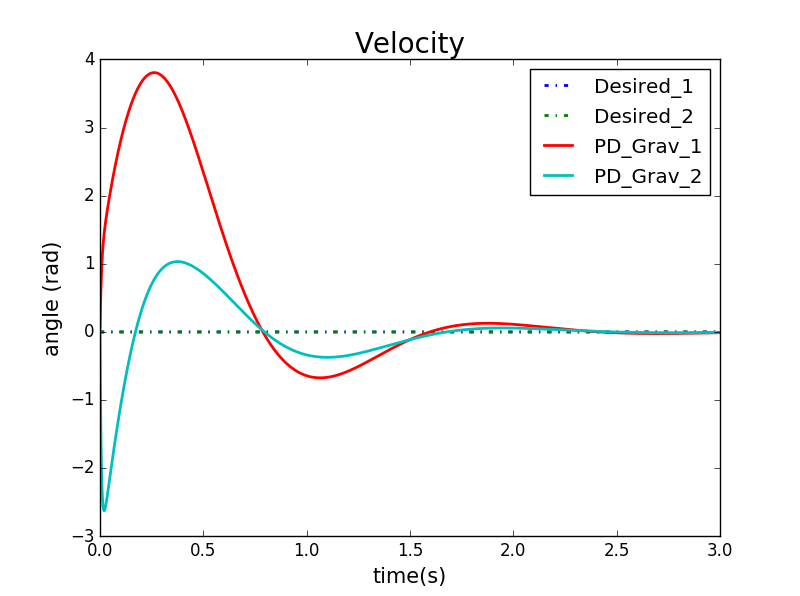 Velocity
Desired_1
Desired_2
PD_Grav_1
PD_Grav_2
angle (rad)
4
3
2
1
0
−1
−2
−3
0.0 0.5 1.0 1.5 2.0 2.5 3.0
time(s)